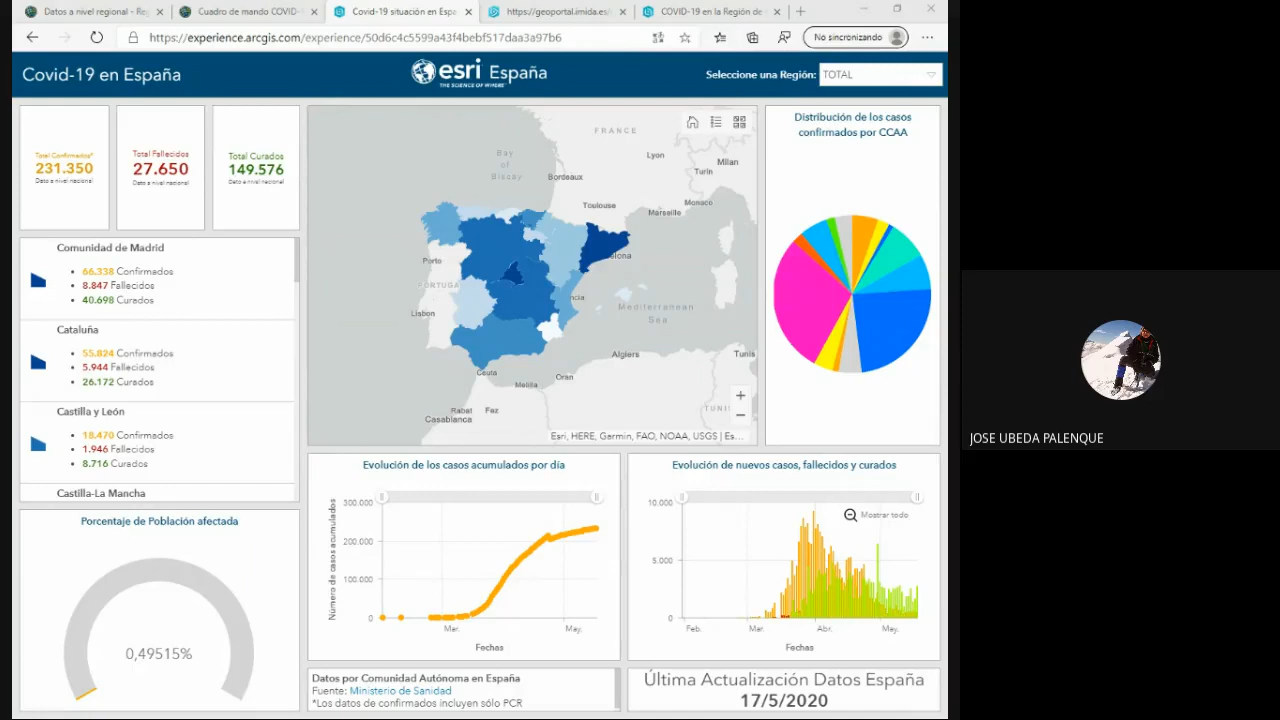 Datos a nivel regional - Re
Cuadro de mando COVID-
Covid-19 situación en Espa
https://geoportal.imida.es/
COVID-19 en la Región de
https://experience.arcgis.com/experience/50d6c4c5599a43f4bebf517daa3a97b6
No sincronizando
Covid-19 en España
esri España
THE SCIENCE OF WHERE
Seleccione una Región:
TOTAL
Total Confirmados*
231.350
Dato a nivel nacional
Total Fallecidos
27.650
Dato a nivel nacional
Total Curados
149.576
Dato a nivel nacional
Comunidad de Madrid
66.338 Confirmados
8.847 Fallecidos
40.698 Curados
Cataluña
55.824 Confirmados
5.944 Fallecidos
26.172 Curados
Castilla y León
18.470 Confirmados
1.946 Fallecidos
8.716 Curados
Castilla-La Mancha
Porcentaje de Población afectada
0,49515%
FRANCE
Bay
of
Biscay
Lyon
Milan
Turin
Bordeaux
Toulouse
Monaco
Marseille
Porto
elona
PORTUGAL
ncia
Lisbon
Mediterranean
Sea
Algiers
Tunis
Ceuta
Oran
Melilla
Rabat
Faz
Casablanca
TUNI
Esri, HERE, Garmin, FAO, NOAA, USGS | Es...
Distribución de los casos
confirmados por CCAA
Evolución de los casos acumulados por día
Número de casos acumulados
300.000
200.000
100.000
0
Mar.
May.
Fechas
Evolución de nuevos casos, fallecidos y curados
Mostrar todo
10.000
5.000
0
Feb.
Mar.
Abr.
May.
Fechas
Datos por Comunidad Autónoma en España
Fuente: Ministerio de Sanidad
*Los datos de confirmados incluyen sólo PCR
Última Actualización Datos España
17/5/2020
JOSE UBEDA PALENQUE